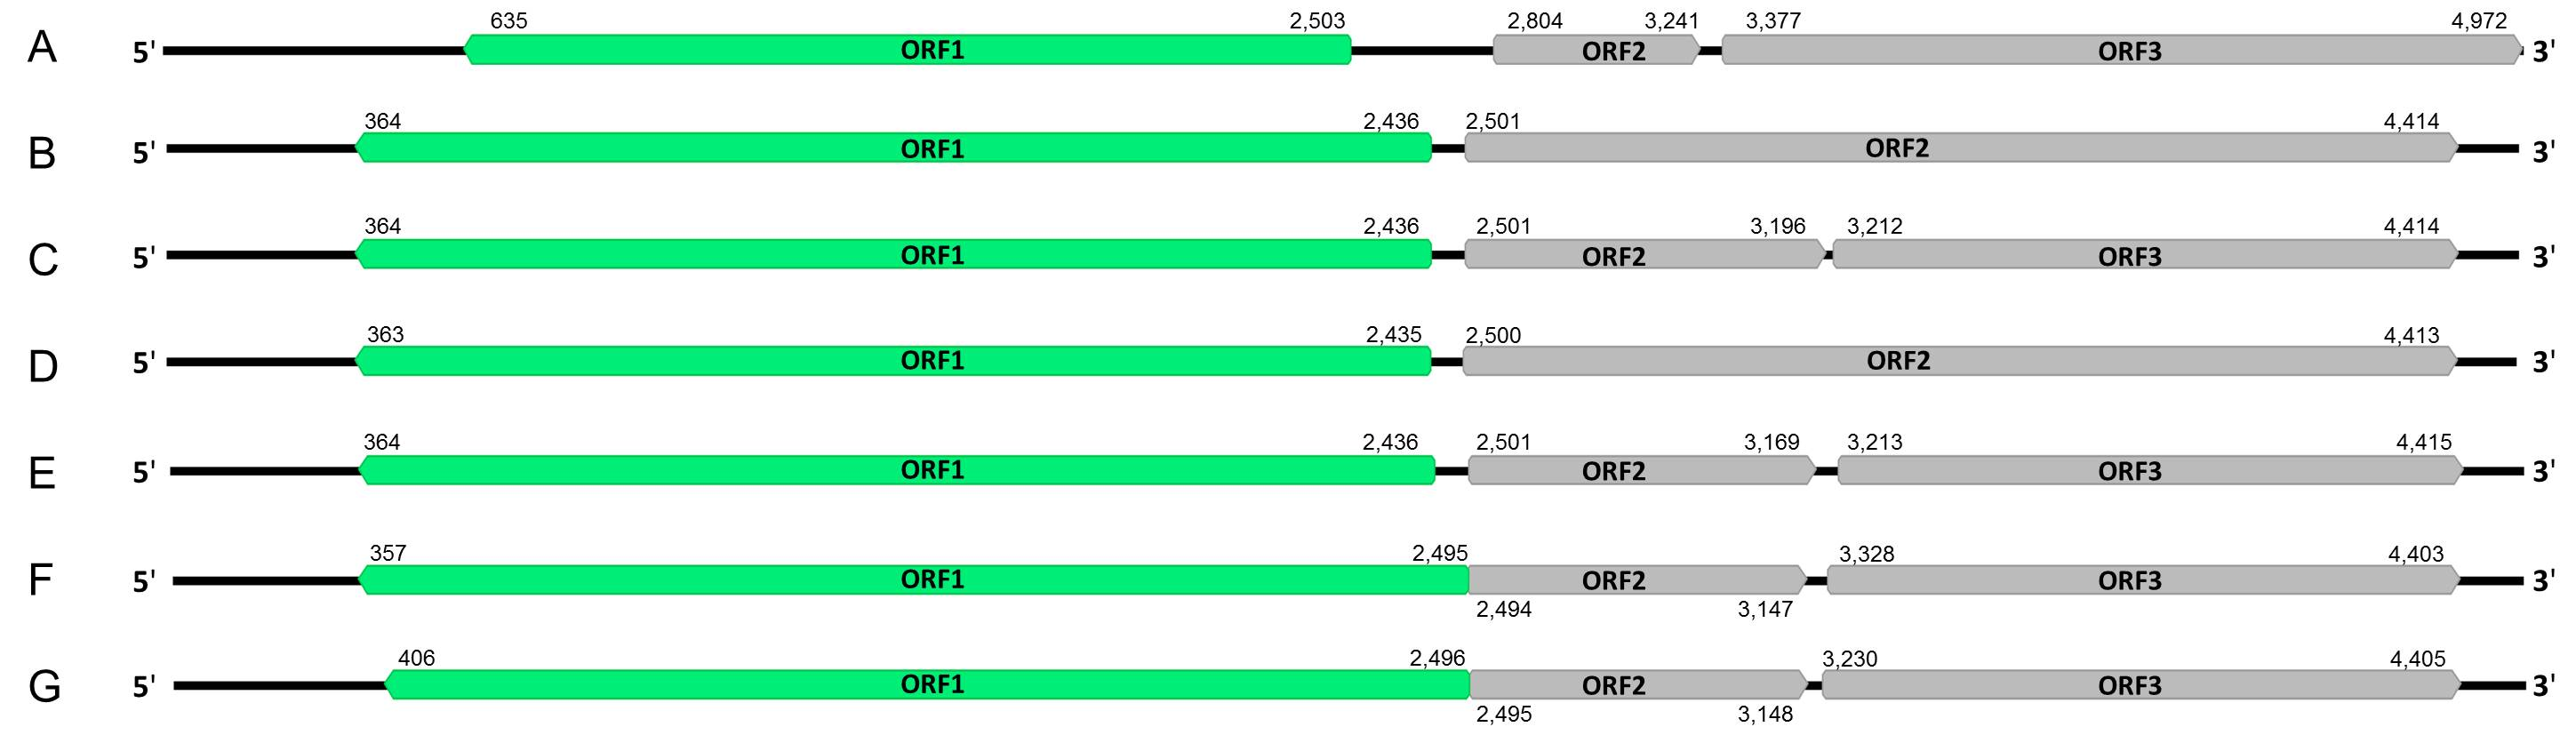 635 2,503 2,804 3,241 3,377 4,972
A 5' ORF1 ORF2 ORF3 3'
364 2,436 2,501 4,414
B 5' ORF1 ORF2 3'
364 2,436 2,501 3,196 3,212 4,414
C 5' ORF1 ORF2 ORF3 3'
363 2,435 2,500 4,413
D 5' ORF1 ORF2 3'
364 2,436 2,501 3,169 3,213 4,415
E 5' ORF1 ORF2 ORF3 3'
357 2,495 3,328 4,403
F 5' ORF1 ORF2 ORF3 3'
2,494 3,147
406 2,496 3,230 4,405
G 5' ORF1 ORF2 ORF3 3'
2,495 3,148